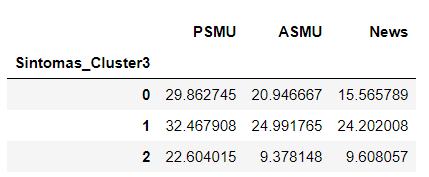 PSMU ASMU News
Sintomas_Cluster3
0 29.862745 20.946667 15.565789
1 32.467908 24.991765 24.202008
2 22.604015 9.378148 9.608057